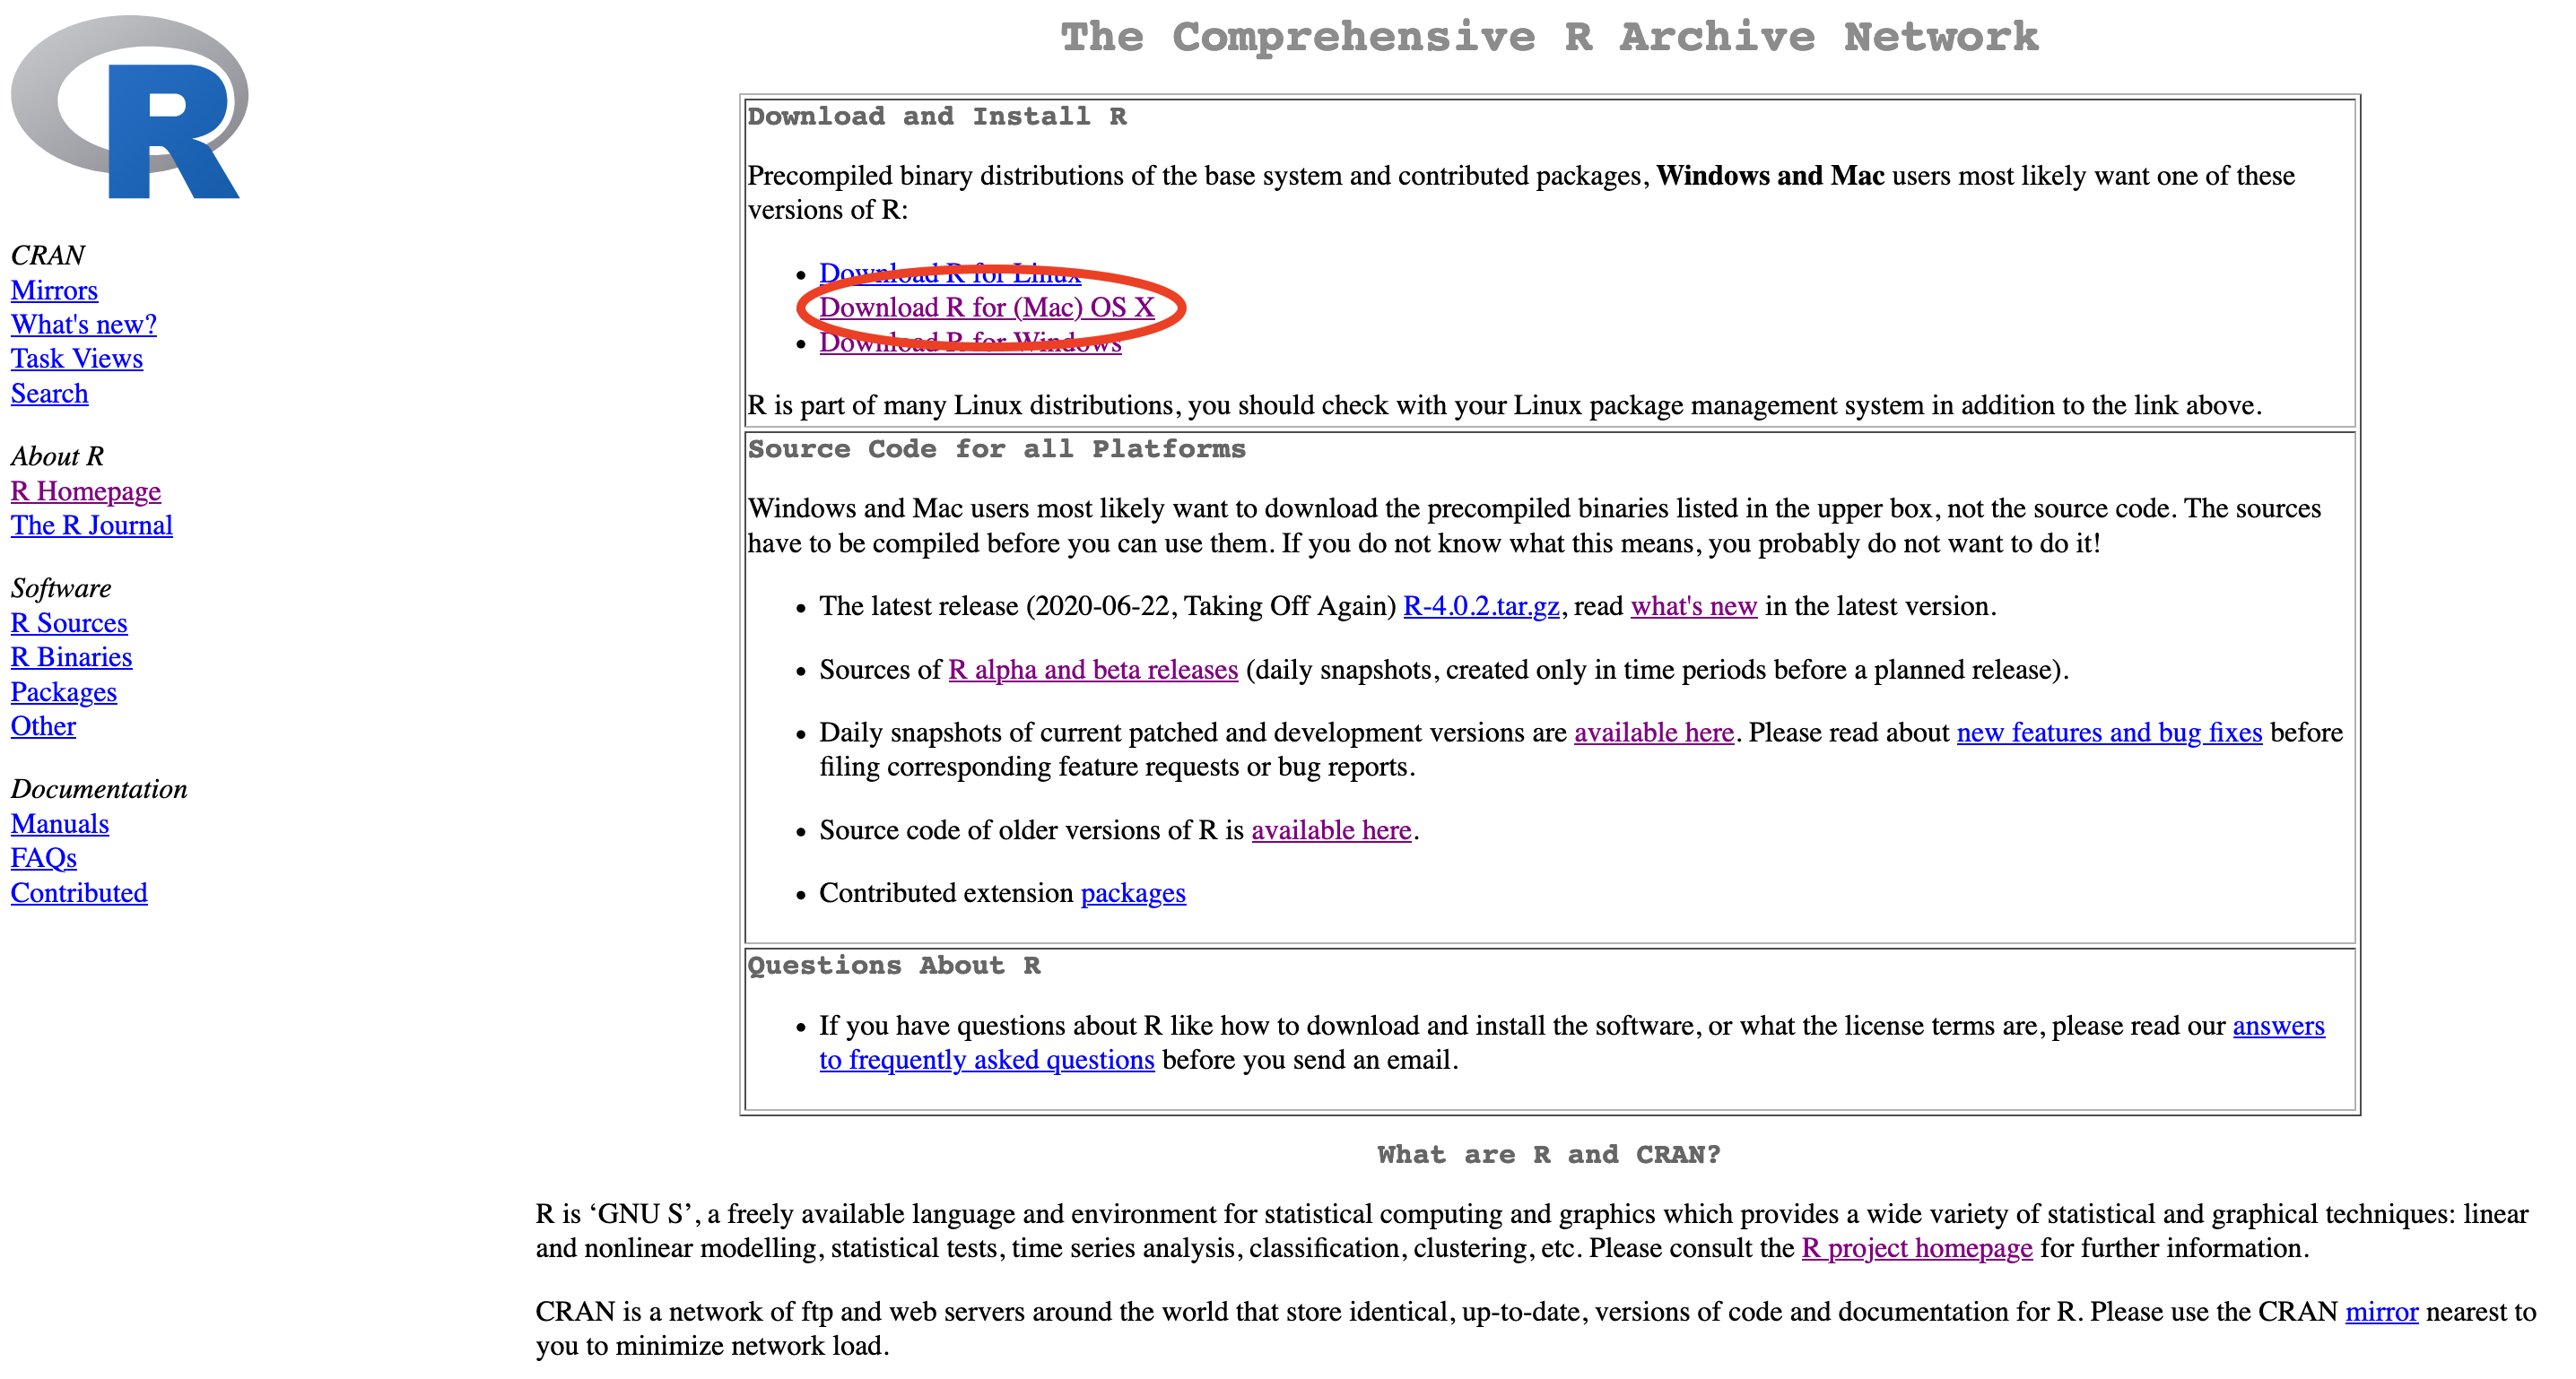 R
CRAN
Mirrors
What's new?
Task Views
Search
About R
R Homepage
The R Journal
Software
R Sources
R Binaries
Packages
Other
Documentation
Manuals
FAQs
Contributed
The Comprehensive R Archive Network
Download and Install R
Precompiled binary distributions of the base system and contributed packages, Windows and Mac users most likely want one of these
versions of R:
• Download R for Linux
Download R for (Mac) OS X
• Download R for Windows
R is part of many Linux distributions, you should check with your Linux package management system in addition to the link above.
Source Code for all Platforms
Windows and Mac users most likely want to download the precompiled binaries listed in the upper box, not the source code. The sources
have to be compiled before you can use them. If you do not know what this means, you probably do not want to do it!
• The latest release (2020-06-22, Taking Off Again) R-4.0.2.tar.gz, read what's new in the latest version.
• Sources of R alpha and beta releases (daily snapshots, created only in time periods before a planned release).
• Daily snapshots of current patched and development versions are available here. Please read about new features and bug fixes before
filing corresponding feature requests or bug reports.
• Source code of older versions of R is available here.
• Contributed extension packages
Questions About R
• If you have questions about R like how to download and install the software, or what the license terms are, please read our answers
to frequently asked questions before you send an email.
What are R and CRAN?
R is ‘GNU S’, a freely available language and environment for statistical computing and graphics which provides a wide variety of statistical and graphical techniques: linear
and nonlinear modelling, statistical tests, time series analysis, classification, clustering, etc. Please consult the R project homepage for further information.
CRAN is a network of ftp and web servers around the world that store identical, up-to-date, versions of code and documentation for R. Please use the CRAN mirror nearest to
you to minimize network load.